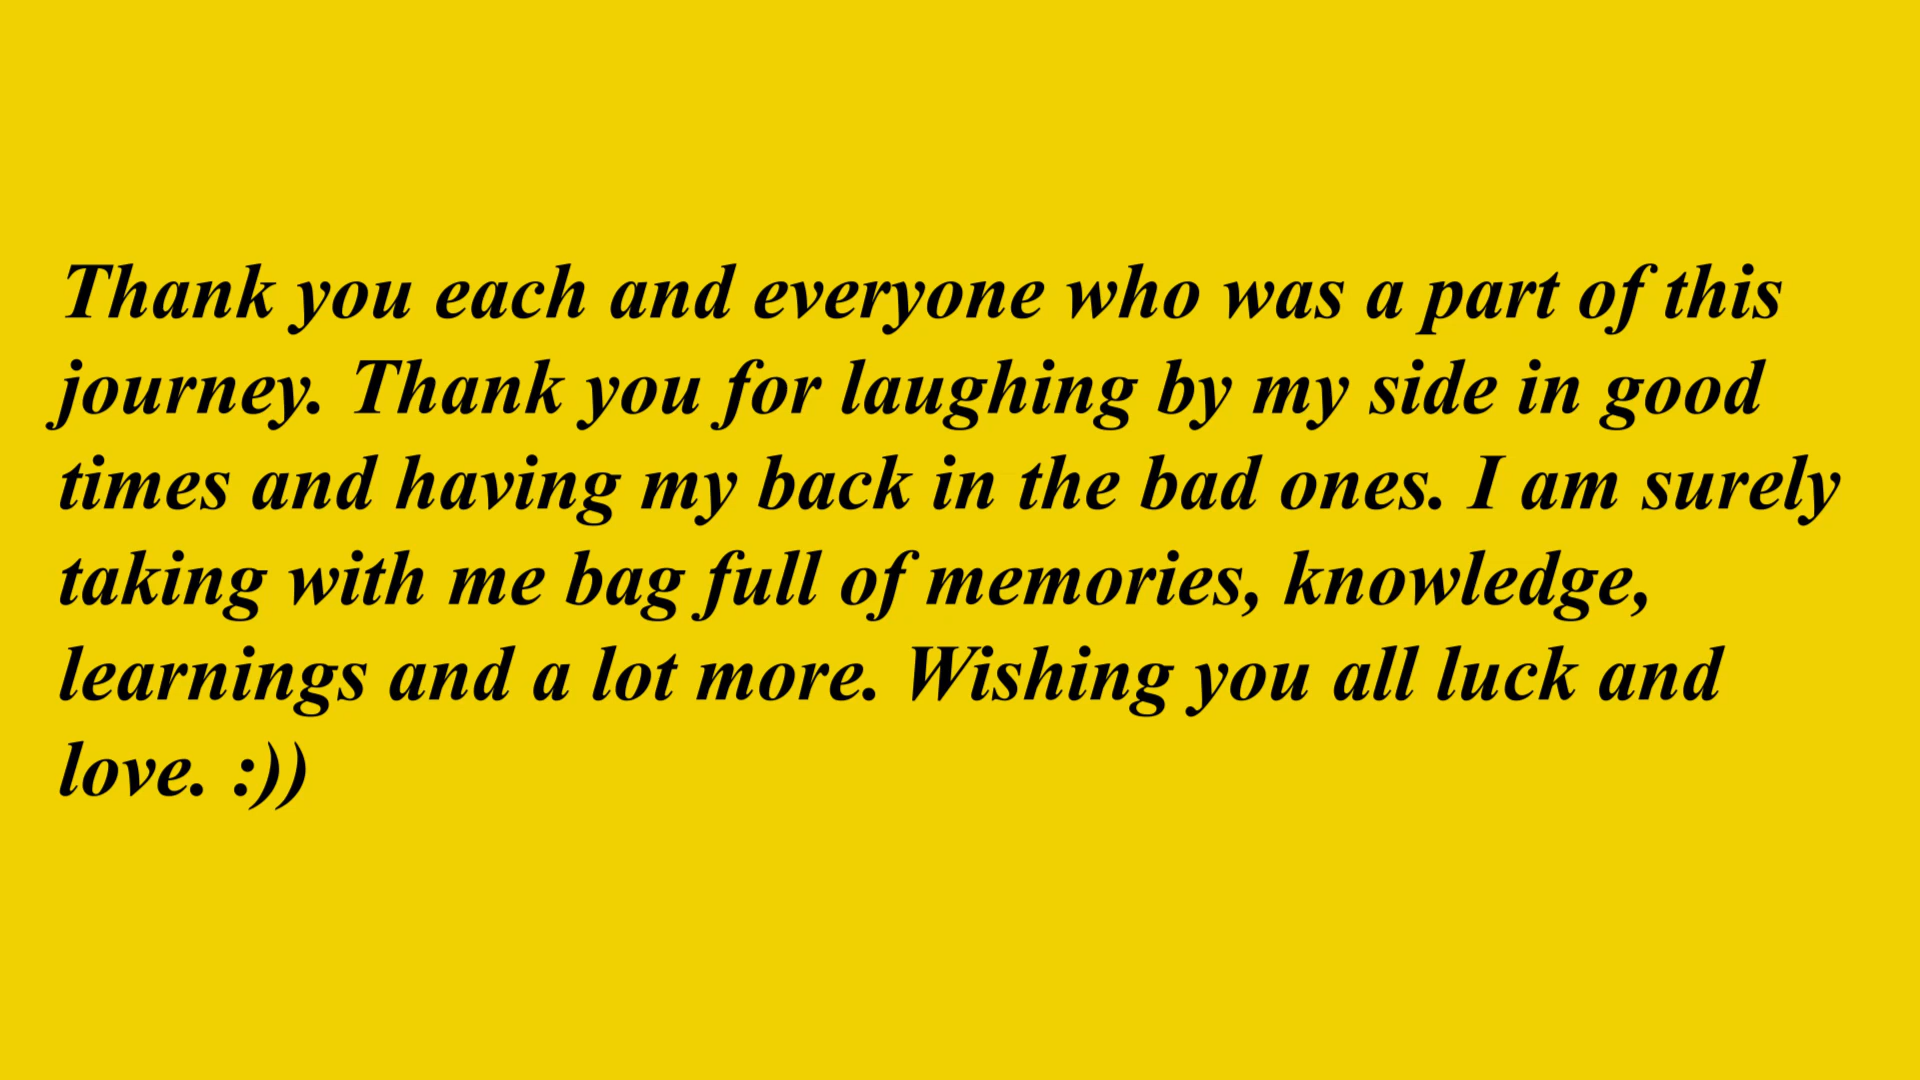 Thank you each and everyone who was a part of this
journey. Thank you for laughing by my side in good
times and having my back in the bad ones. I am surely
taking with me bag full of memories, knowledge,
learnings and a lot more. Wishing you all luck and
love. :))